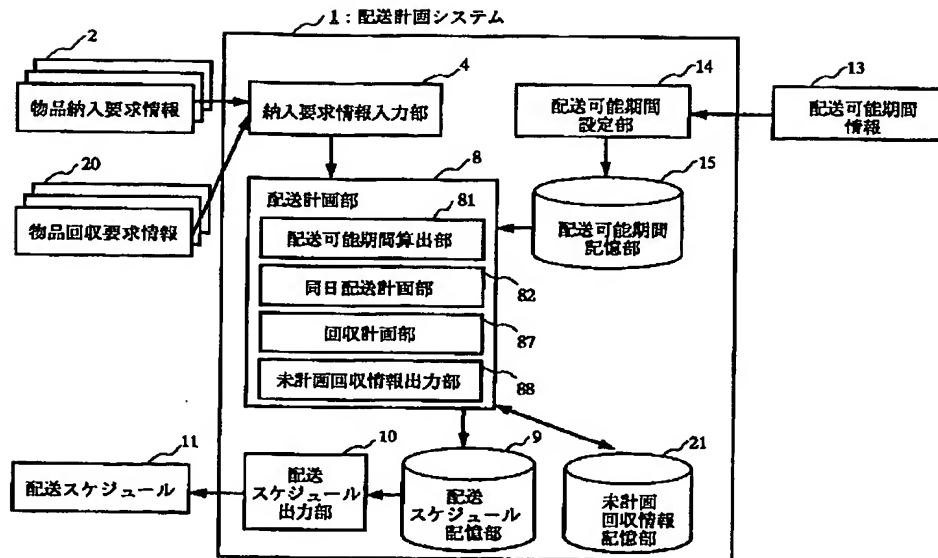 1：配送計画システム
2
物品納入要求情報
4
納入要求情報入力部
14
配送可能期間
設定部
13
配送可能期間
情報
20
物品回収要求情報
8
配送計画部
81
配送可能期間算出部
同日配送計画部
82
回収計画部
87
未計画回収情報出力部
88
15
配送可能期間
記憶部
11
配送スケジュール
10
配送
スケジュール
出力部
9
配送
スケジュール
記憶部
21
未計画
回収情報
記憶部